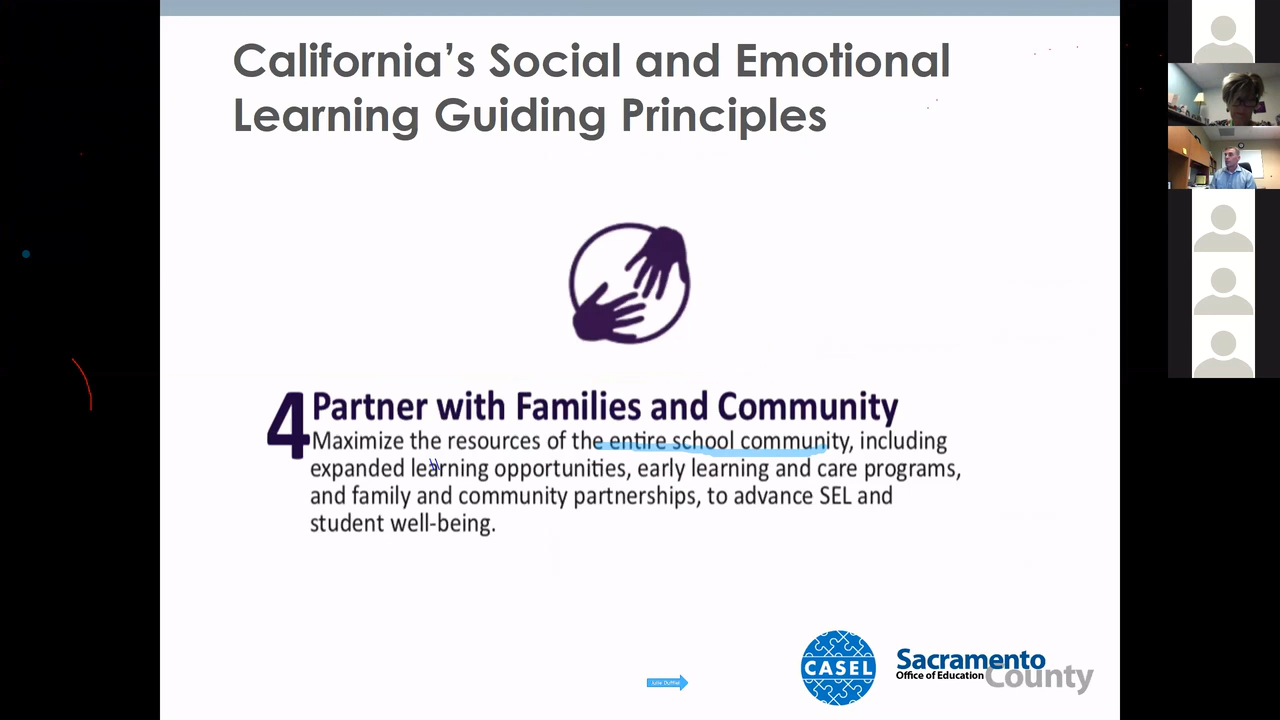 California's Social and Emotional
Learning Guiding Principles
4
Partner with Families and Community
Maximize the resources of the entire school community, including
expanded learning opportunities, early learning and care programs,
and family and community partnerships, to advance SEL and
student well-being.
CASEL
Sacramento
Office of Education
County